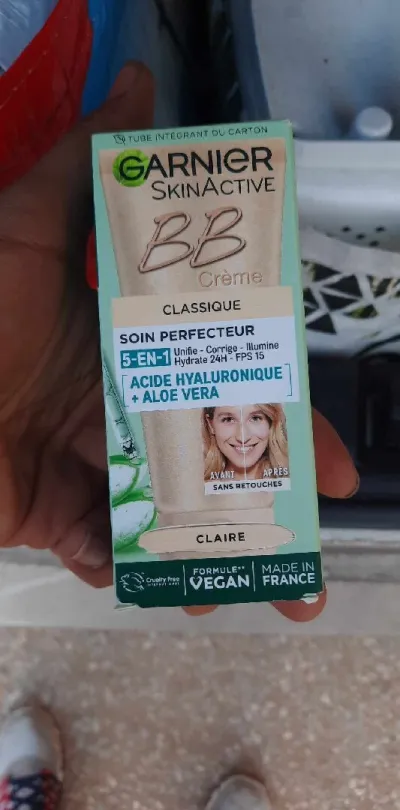 TUBE INTÉGRANT DU CARTON
GARNIER
SKINACTIVE
BB
Crème
CLASSIQUE
SOIN PERFECTEUR
5-EN-1 Unifie - Corrige - Illumine
Hydrate 24H - FPS 15
ACIDE HYALURONIQUE
+ ALOE VERA
AVANT APRÈS
SANS RETOUCHES
CLAIRE
Cruelty Free
FORMULE**
VEGAN
MADE IN
FRANCE